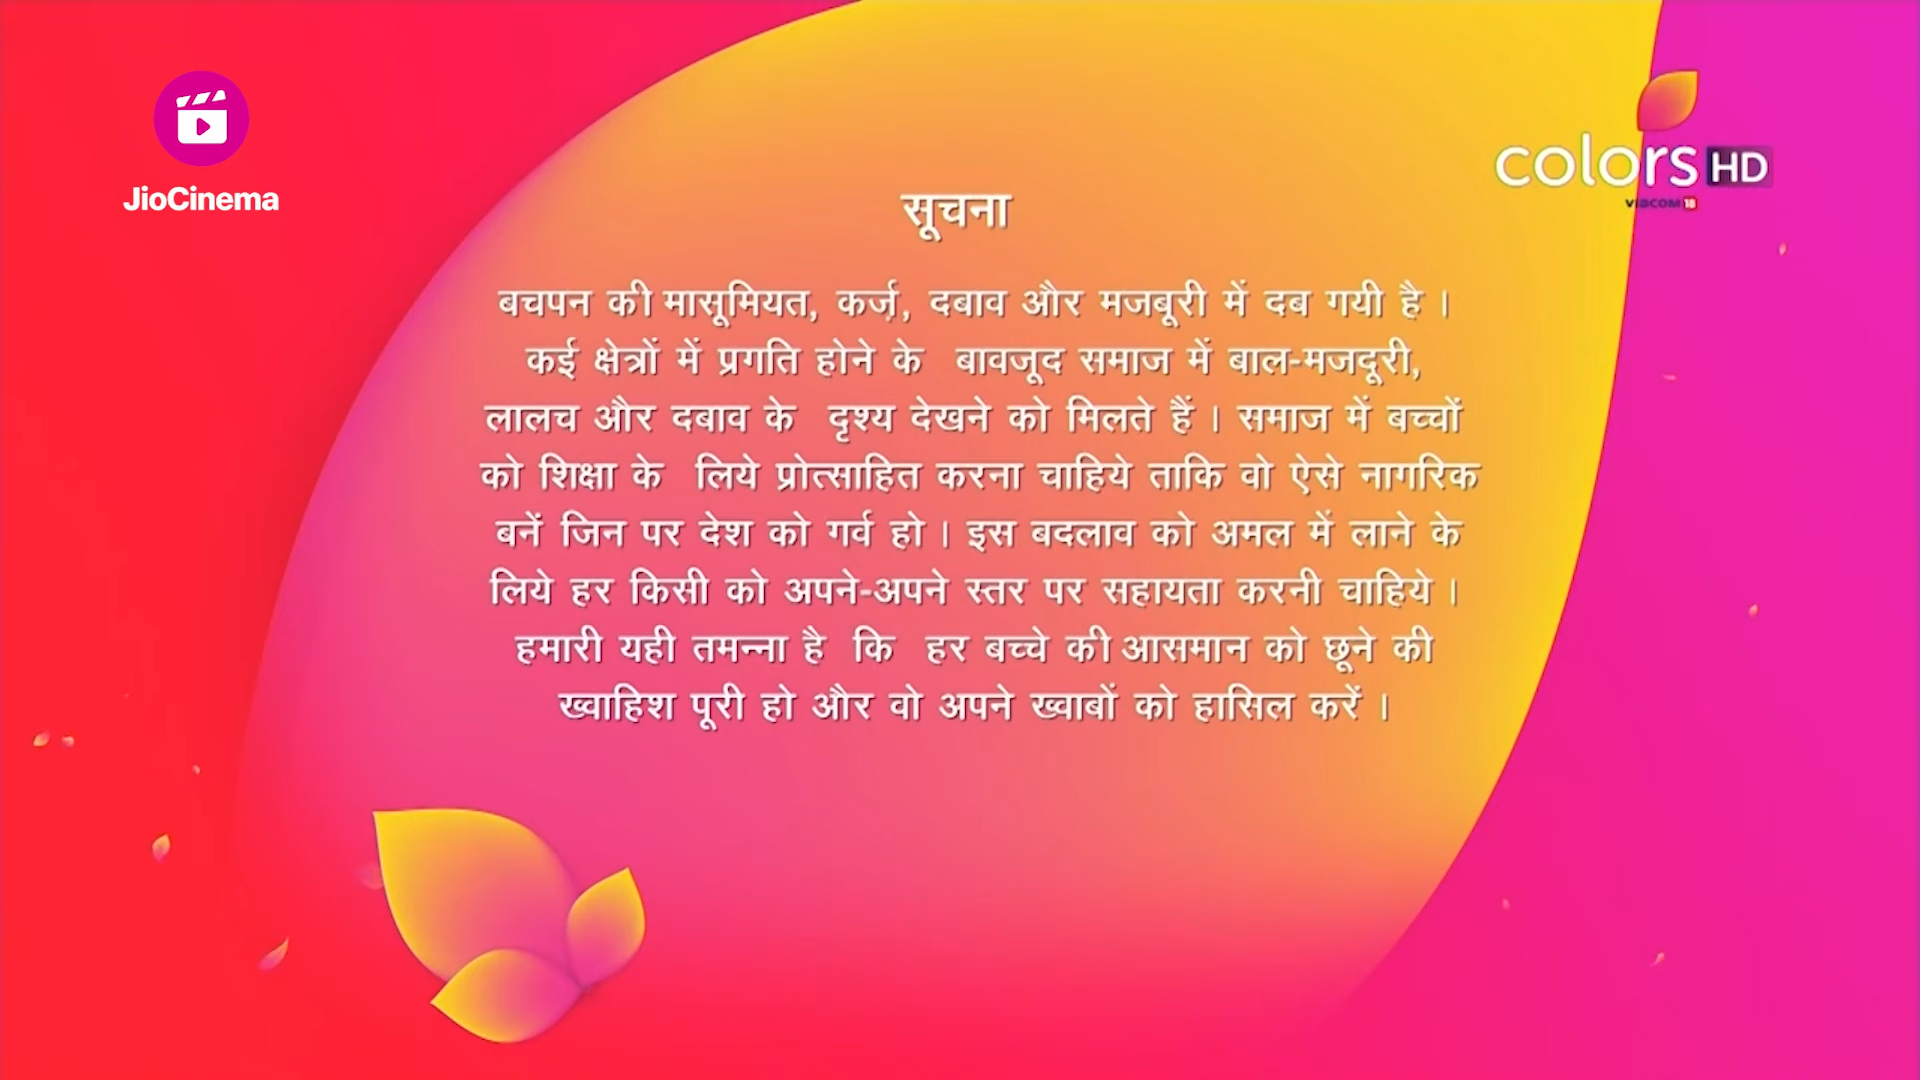 JioCinema
colors HD
VIACOM18
सूचना
बचपन की मासूमियत, कर्ज़, दबाव और मजबूरी में दब गयी है ।
कई क्षेत्रों में प्रगति होने के बावजूद समाज में बाल-मजदूरी,
लालच और दबाव के दृश्य देखने को मिलते हैं । समाज में बच्चों
को शिक्षा के लिये प्रोत्साहित करना चाहिये ताकि वो ऐसे नागरिक
बनें जिन पर देश को गर्व हो । इस बदलाव को अमल में लाने के
लिये हर किसी को अपने-अपने स्तर पर सहायता करनी चाहिये ।
हमारी यही तमन्ना है कि हर बच्चे की आसमान को छूने की
ख्वाहिश पूरी हो और वो अपने ख्वाबों को हासिल करें ।